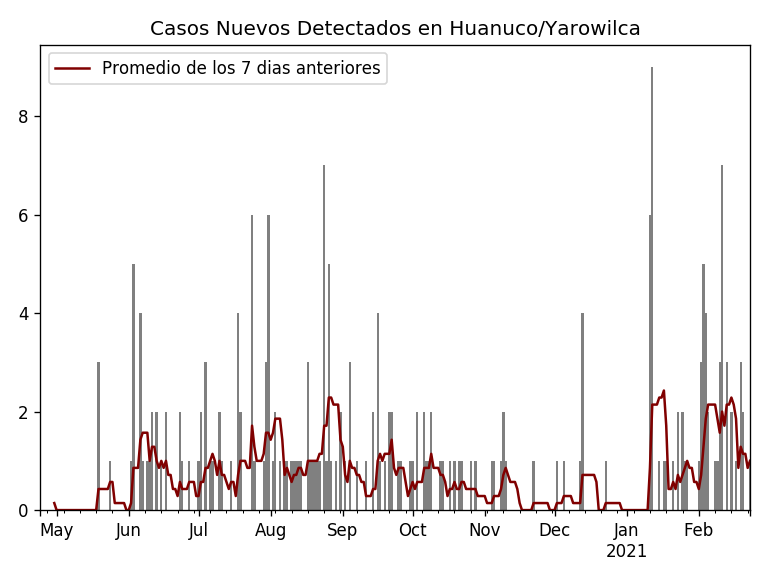 Casos Nuevos Detectados en Huanuco/Yarowilca
Promedio de los 7 dias anteriores
8
6
4
2
0
May Jun Jul Aug Sep Oct Nov Dec Jan Feb
2021